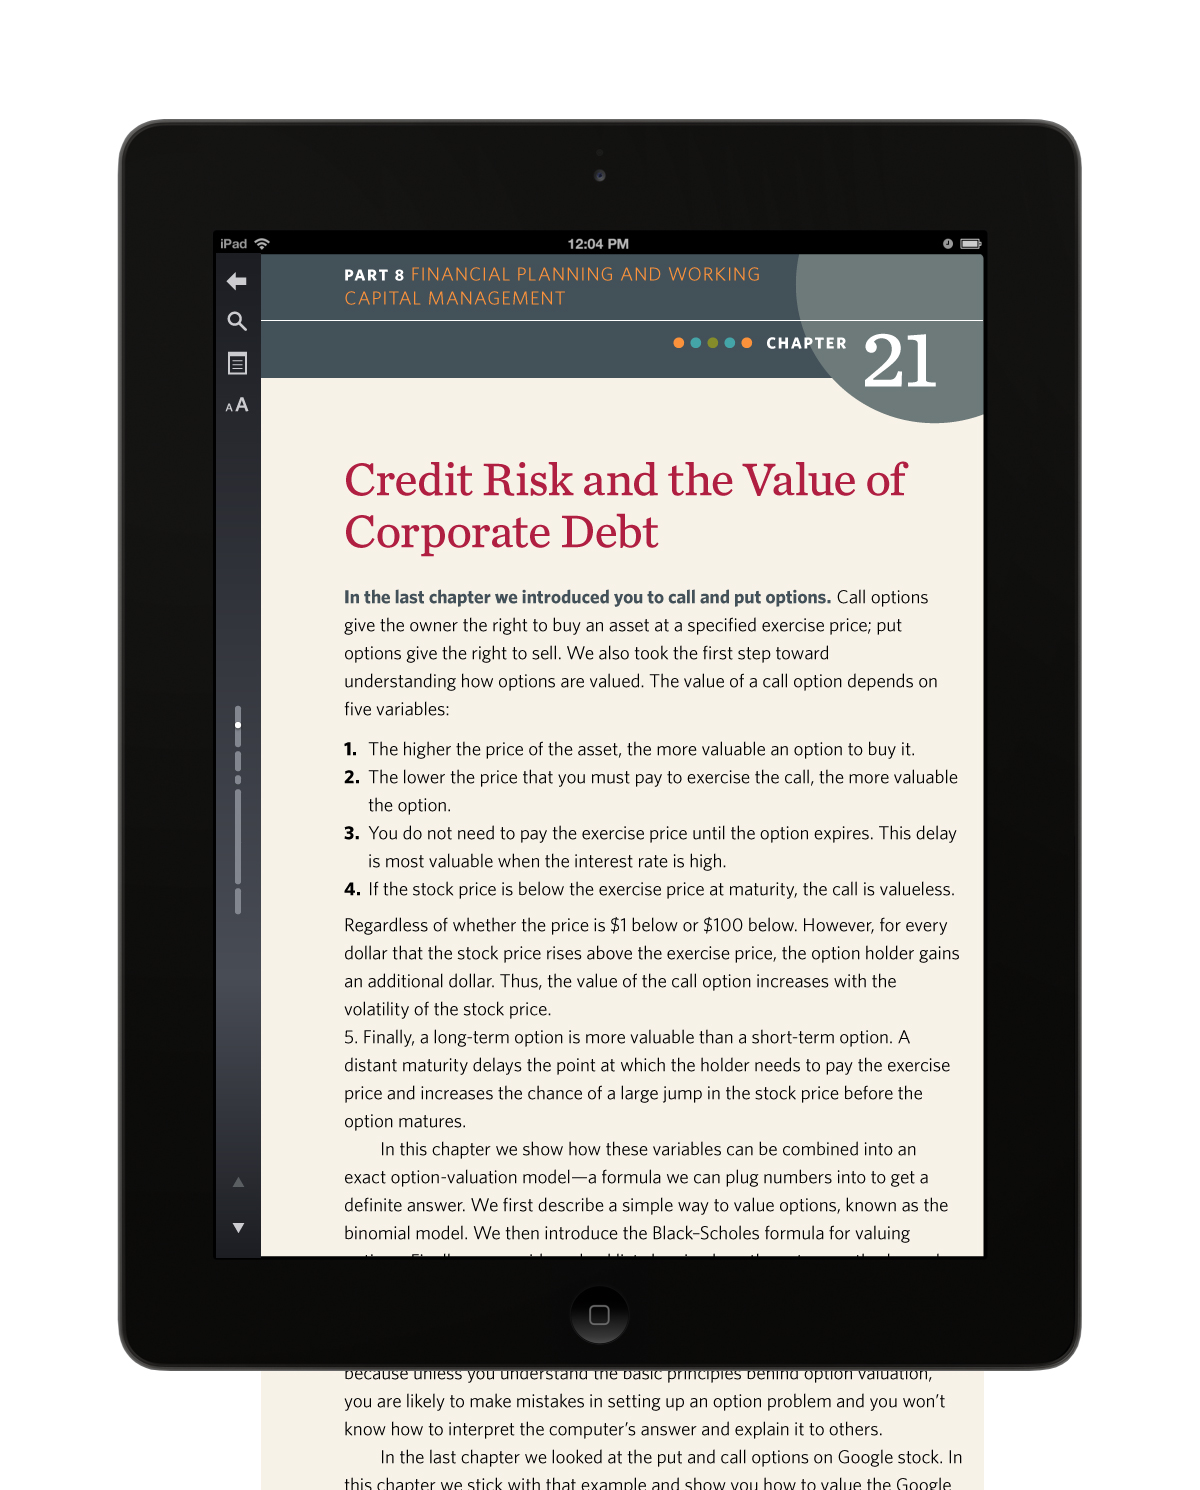 iPad 12:04 PM
PART 8 FINANCIAL PLANNING AND WORKING
CAPITAL MANAGEMENT
CHAPTER 21
AA
Credit Risk and the Value of
Corporate Debt
In the last chapter we introduced you to call and put options. Call options
give the owner the right to buy an asset at a specified exercise price; put
options give the right to sell. We also took the first step toward
understanding how options are valued. The value of a call option depends on
five variables:
1. The higher the price of the asset, the more valuable an option to buy it.
2. The lower the price that you must pay to exercise the call, the more valuable
the option.
3. You do not need to pay the exercise price until the option expires. This delay
is most valuable when the interest rate is high.
4. If the stock price is below the exercise price at maturity, the call is valueless.
Regardless of whether the price is $1 below or $100 below. However, for every
dollar that the stock price rises above the exercise price, the option holder gains
an additional dollar. Thus, the value of the call option increases with the
volatility of the stock price.
5. Finally, a long-term option is more valuable than a short-term option. A
distant maturity delays the point at which the holder needs to pay the exercise
price and increases the chance of a large jump in the stock price before the
option matures.
In this chapter we show how these variables can be combined into an
exact option-valuation model—a formula we can plug numbers into to get a
definite answer. We first describe a simple way to value options, known as the
binomial model. We then introduce the Black–Scholes formula for valuing
because unless you understand the basic principles behind option valuation,
you are likely to make mistakes in setting up an option problem and you won't
know how to interpret the computer's answer and explain it to others.
In the last chapter we looked at the put and call options on Google stock. In
this chapter we stick with that example and show you how to value the Google